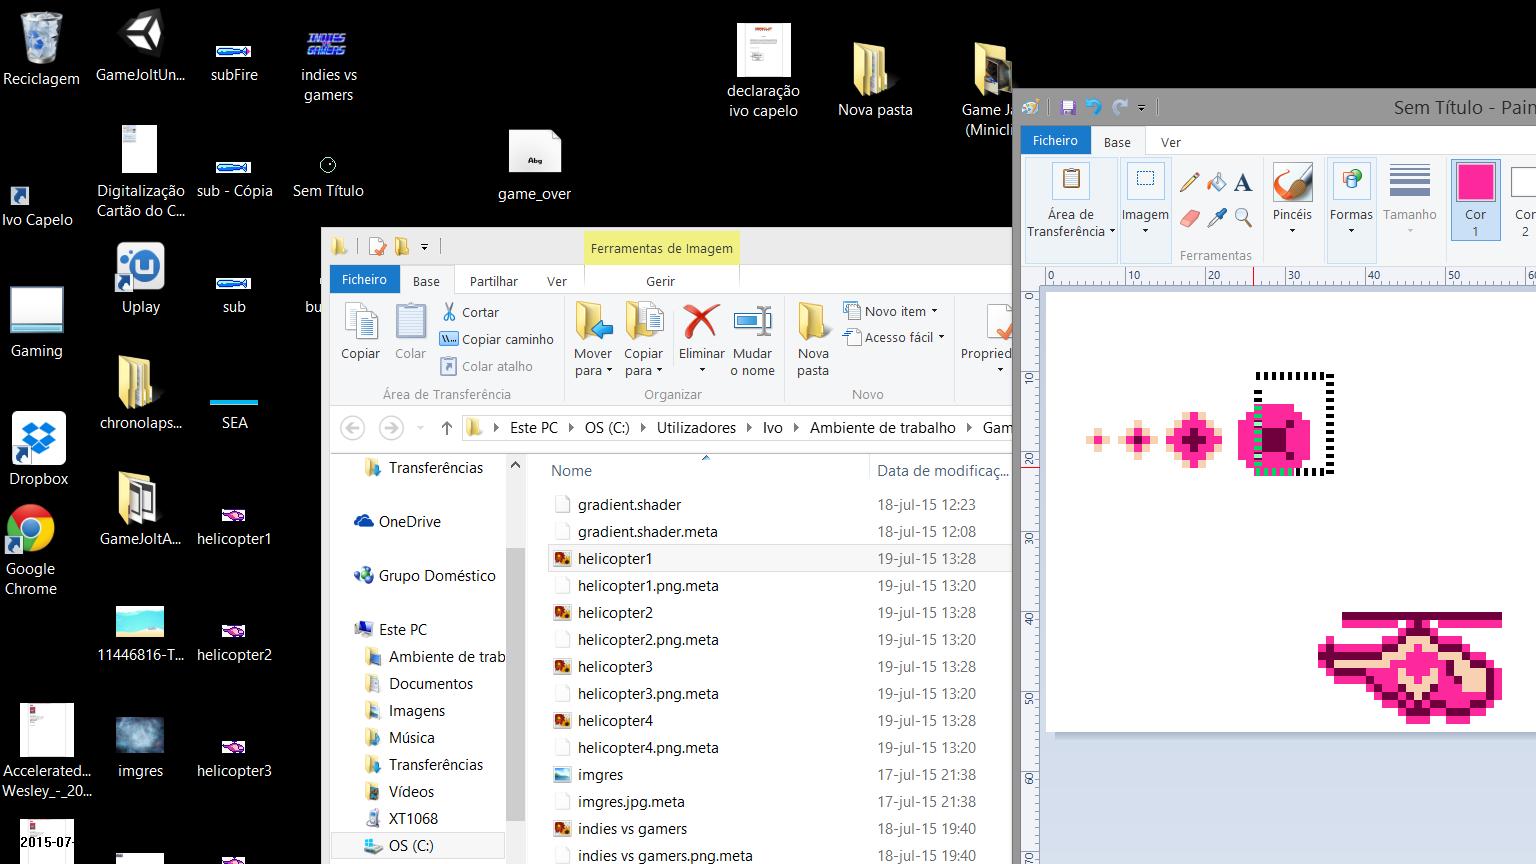 Reciclagem
GameJoltUn...
subFire
indies vs
gamers
INDIES
VS
GAMERS
declaração
ivo capelo
Nova pasta
Game Ja
(Minicli
Ivo Capelo
Digitalização
Cartão do C...
sub - Cópia
Sem Título
Abg
game_over
Gaming
Uplay
sub
bu
Dropbox
chronolaps...
SEA
Google
Chrome
GameJoltA...
helicopter1
11446816-T...
helicopter2
Accelerated...
Wesley_-_20...
imgres
helicopter3
2015-07-
Ferramentas de Imagem
Ficheiro
Base
Partilhar
Ver
Gerir
Copiar
Colar
Cortar
Copiar caminho
Colar atalho
Área de Transferência
Mover
para
Copiar
para
Eliminar
Mudar
o nome
Organizar
Nova
pasta
Novo item
Acesso fácil
Novo
Propried
Este PC
OS (C:)
Utilizadores
Ivo
Ambiente de trabalho
Gam
Transferências
OneDrive
Grupo Doméstico
Este PC
Ambiente de trab
Documentos
Imagens
Música
Transferências
Vídeos
XT1068
OS (C:)
Nome Data de modificaç...
gradient.shader 18-jul-15 12:23
gradient.shader.meta 18-jul-15 12:08
helicopter1 19-jul-15 13:28
helicopter1.png.meta 19-jul-15 13:20
helicopter2 19-jul-15 13:28
helicopter2.png.meta 19-jul-15 13:20
helicopter3 19-jul-15 13:28
helicopter3.png.meta 19-jul-15 13:20
helicopter4 19-jul-15 13:28
helicopter4.png.meta 19-jul-15 13:20
imgres 17-jul-15 21:38
imgres.jpg.meta 17-jul-15 21:38
indies vs gamers 18-jul-15 19:40
indies vs gamers.png.meta 18-jul-15 19:40
Sem Título - Pain
Ficheiro
Base
Ver
Área de
Transferência
Imagem
A
Ferramentas
Pincéis
Formas
Tamanho
Cor
1
Cor
2
0 10 20 30 40 50 60
0
10
20
30
40
50
60
70